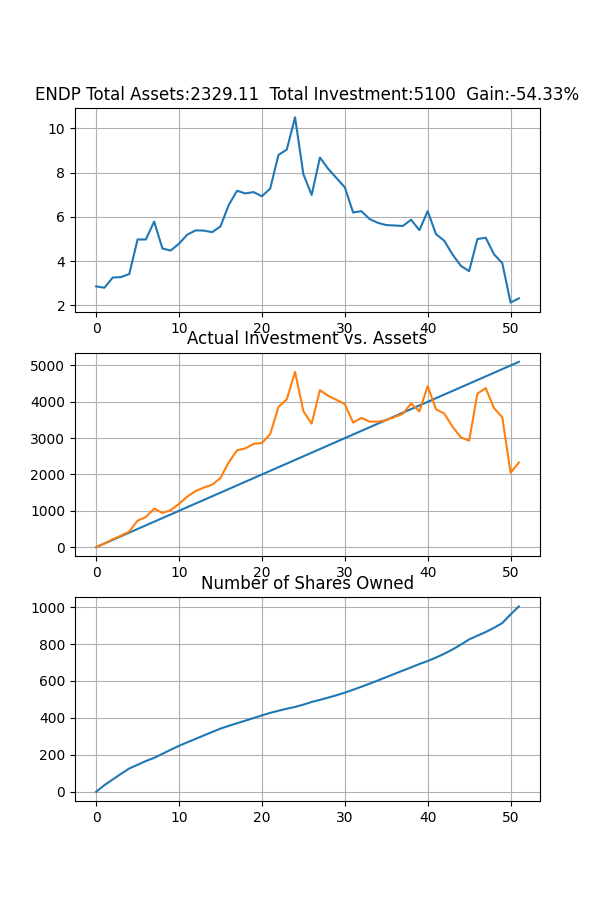 ENDP Total Assets:2329.11  Total Investment:5100  Gain:-54.33%
10
8
6
4
2
0 10 20 30 40 50
Actual Investment vs. Assets
5000
4000
3000
2000
1000
0
0 10 20 30 40 50
Number of Shares Owned
1000
800
600
400
200
0
0 10 20 30 40 50